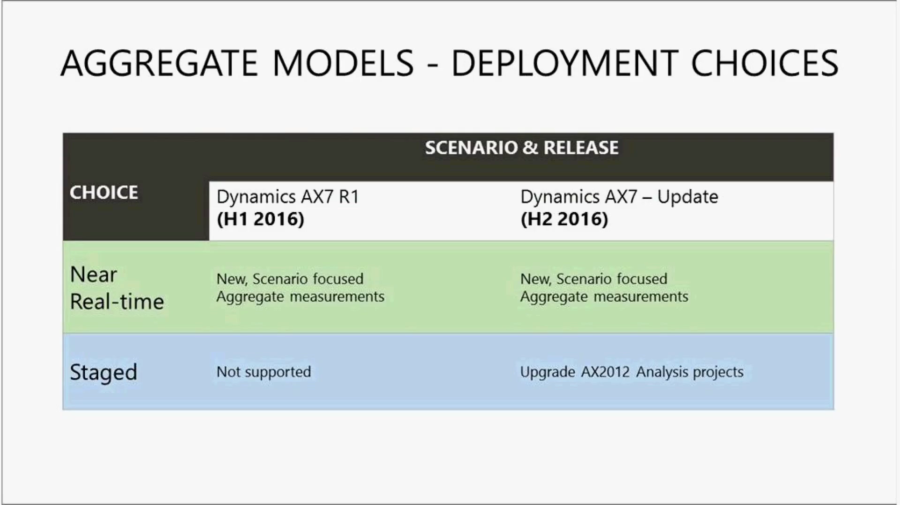 AGGREGATE MODELS - DEPLOYMENT CHOICES
SCENARIO & RELEASE
CHOICE
Dynamics AX7 R1
(H1 2016)
Dynamics AX7 – Update
(H2 2016)
Near
Real-time
New, Scenario focused
Aggregate measurements
New, Scenario focused
Aggregate measurements
Staged
Not supported
Upgrade AX2012 Analysis projects